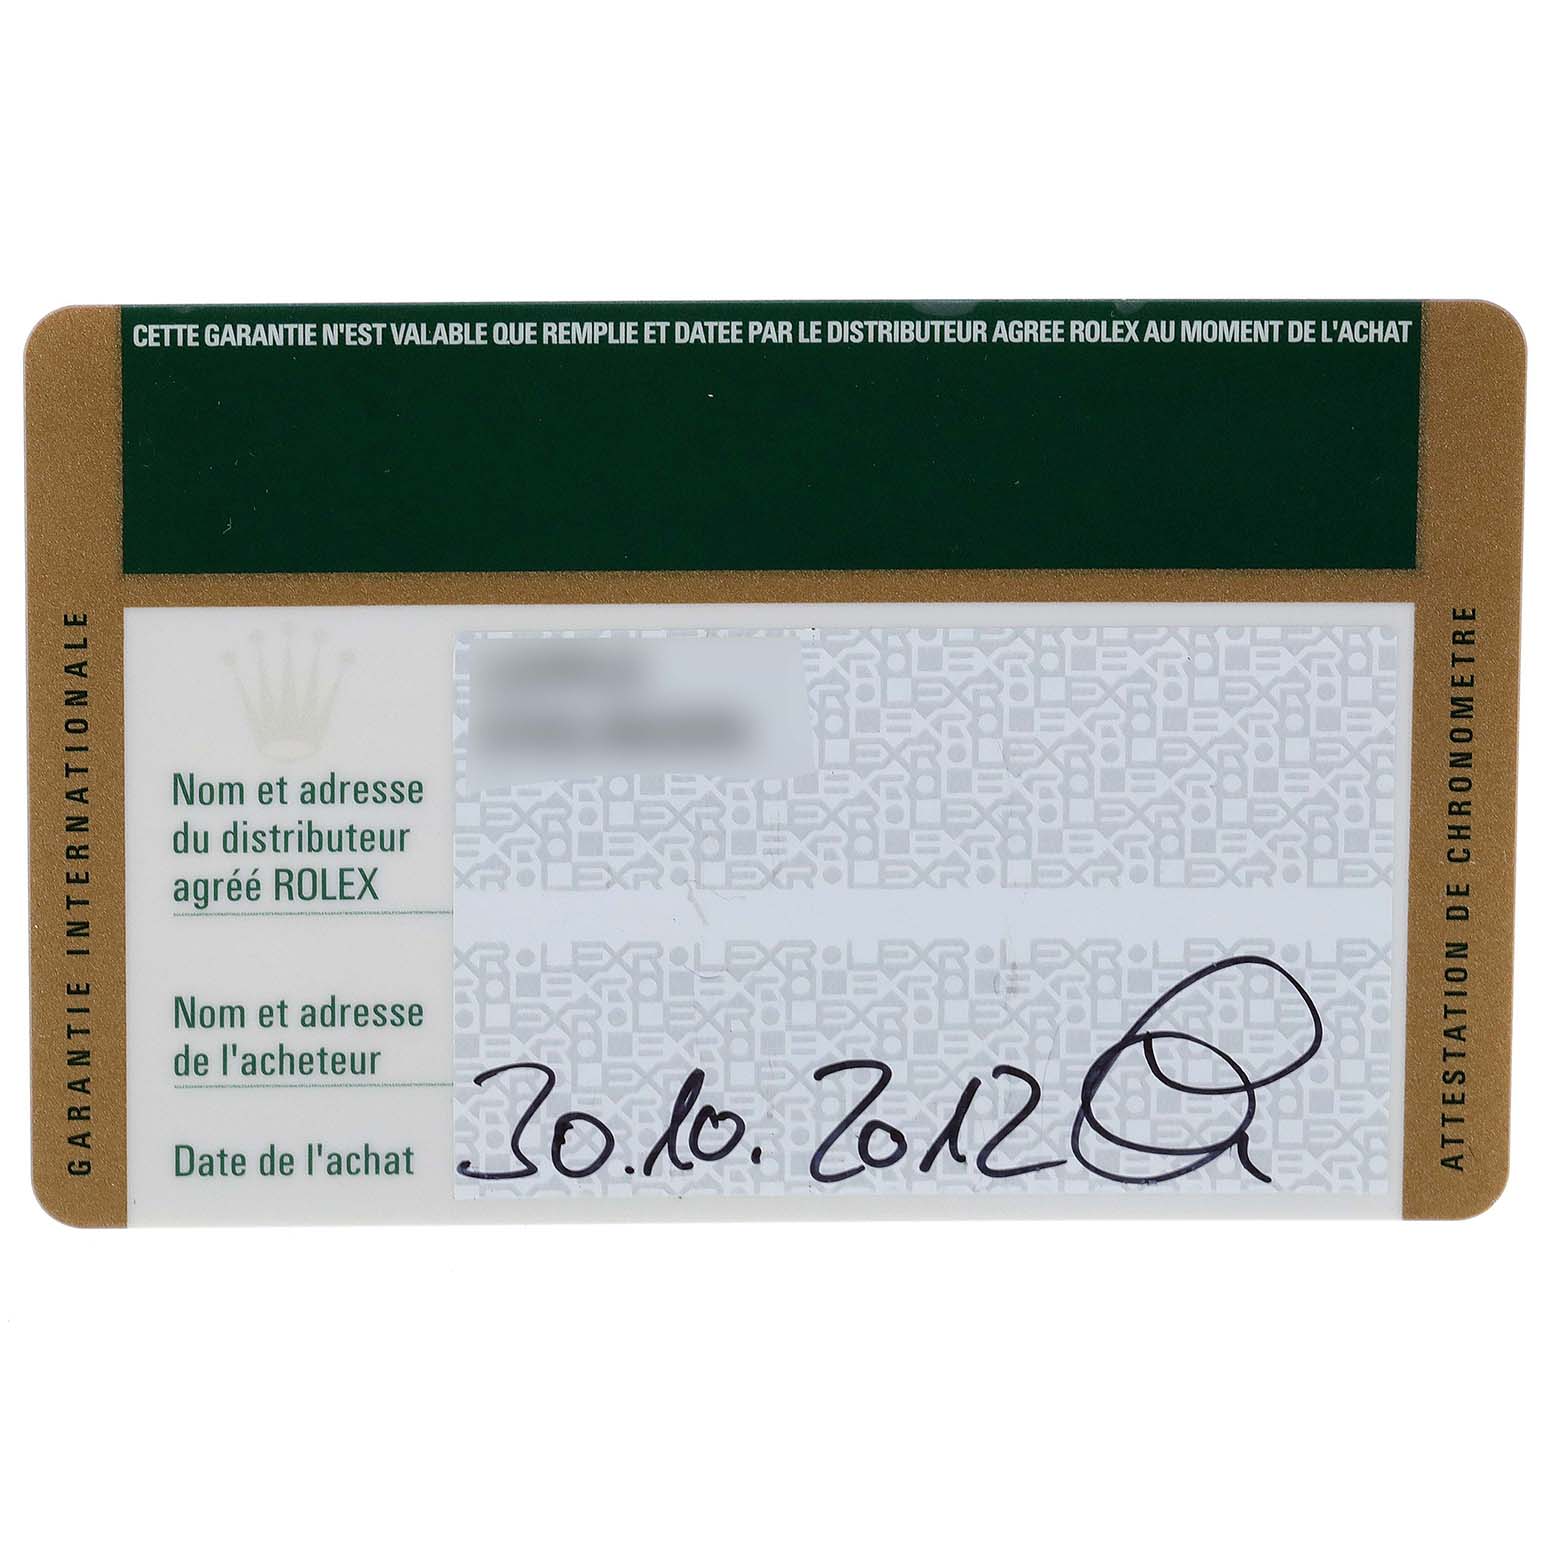 CETTE GARANTIE N'EST VALABLE QUE REMPLIE ET DATEE PAR LE DISTRIBUTEUR AGREE ROLEX AU MOMENT DE L'ACHAT
GARANTIE INTERNATIONALE
Nom et adresse
du distributeur
agréé ROLEX
Nom et adresse
de l'acheteur
Date de l'achat
30.10.2012
ATTESTATION DE CHRONOMETRE